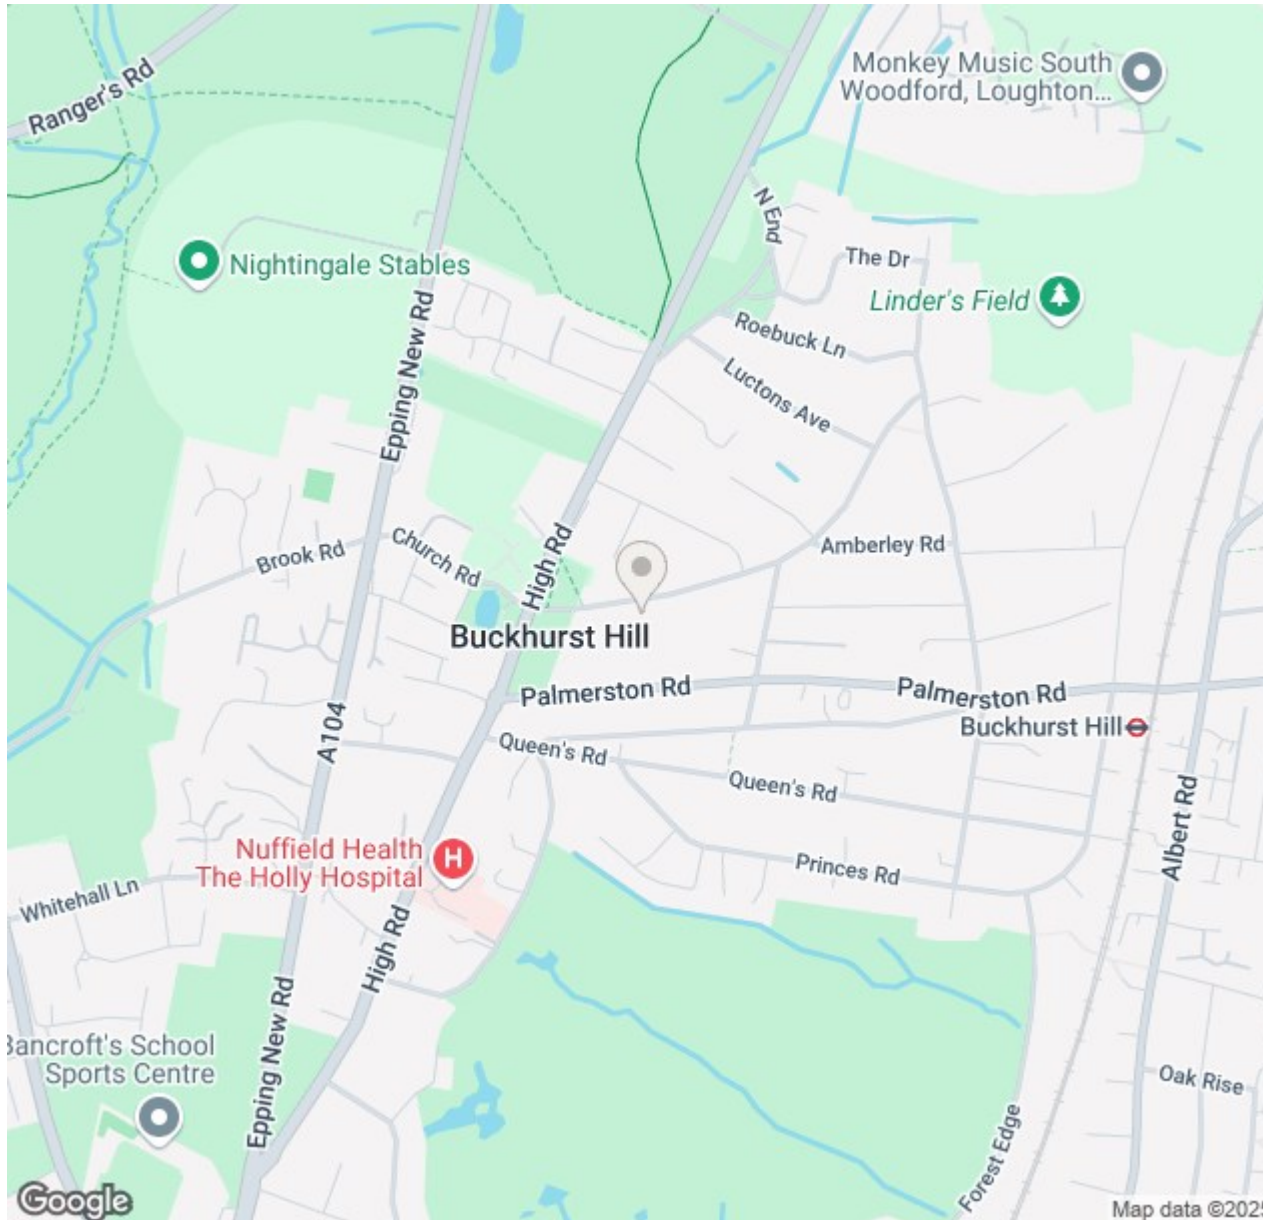 Ranger's Rd
Monkey Music South
Woodford, Loughton...
N End
The Dr
Nightingale Stables
Linder's Field
Epping New Rd
Roebuck Ln
Luctons Ave
High Rd
Church Rd
Brook Rd
Amberley Rd
Buckhurst Hill
Palmerston Rd
Palmerston Rd
A104
Buckhurst Hill
Queen's Rd
Queen's Rd
Albert Rd
Nuffield Health
The Holly Hospital
Princes Rd
Whitehall Ln
High Rd
Epping New Rd
Bancroft's School
Sports Centre
Oak Rise
Forest Edge
Google
Map data ©2025